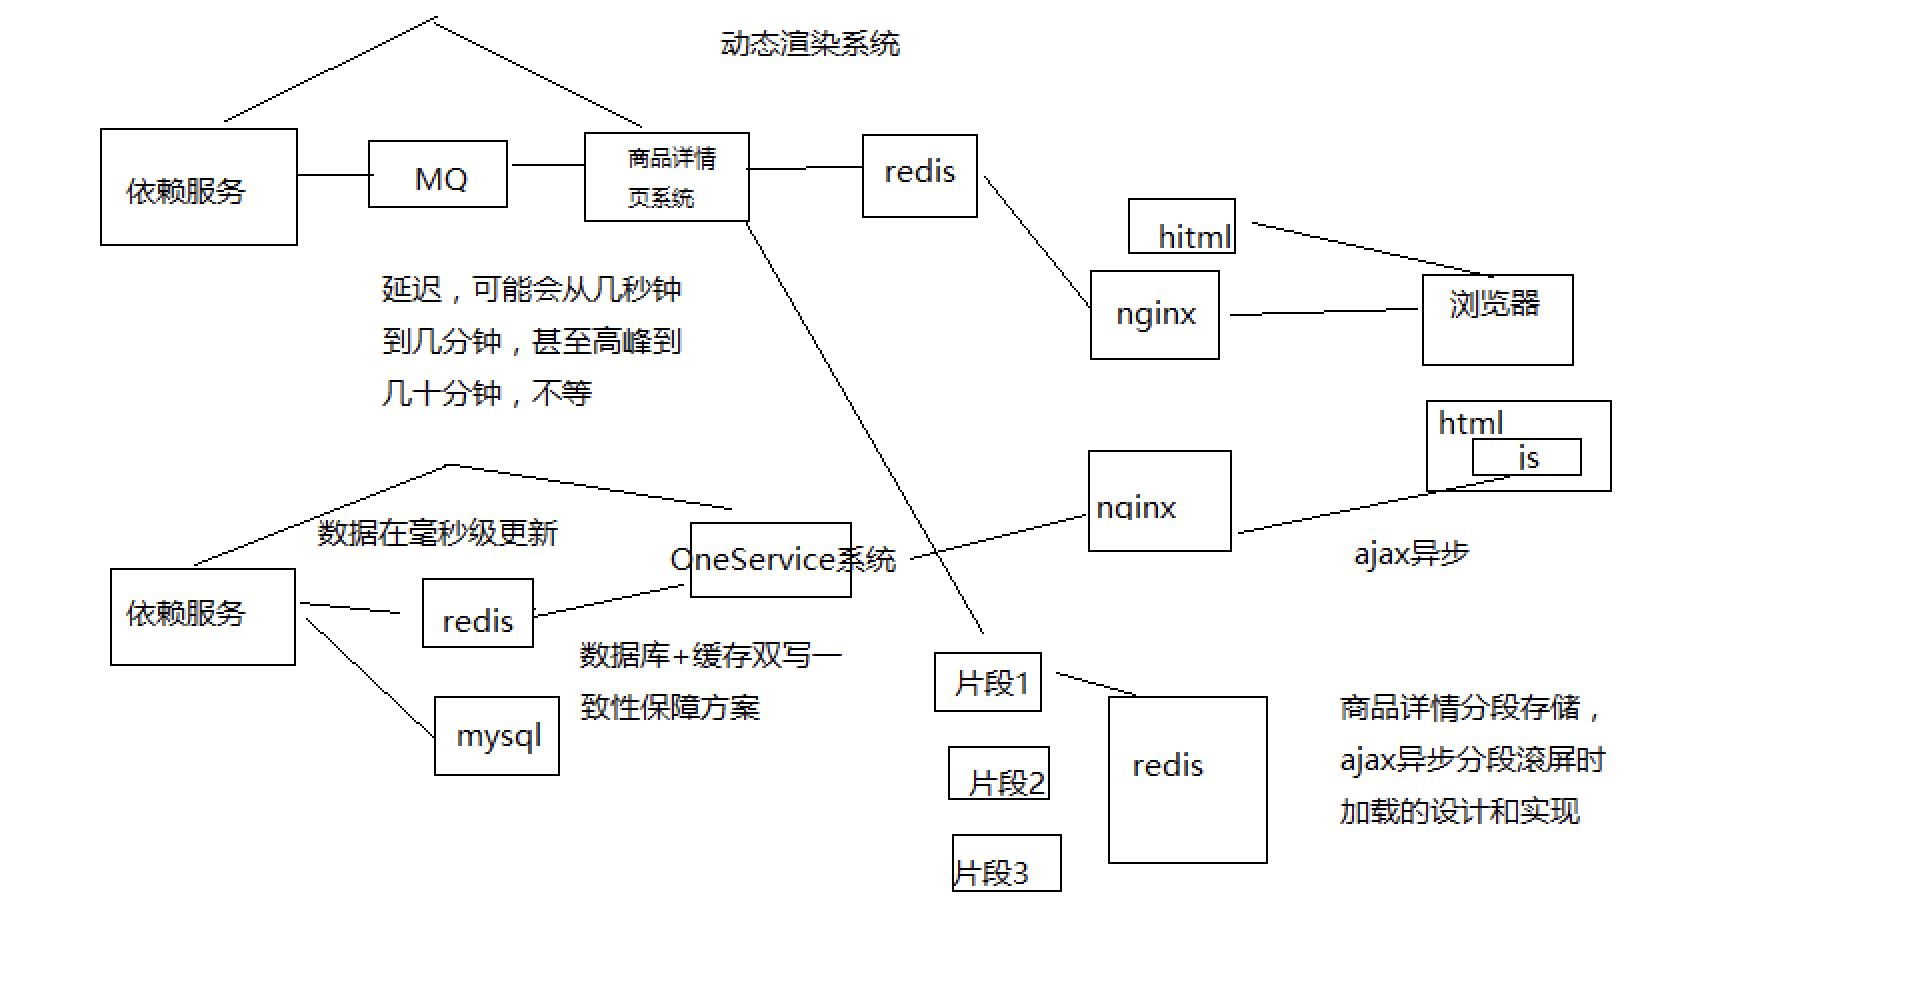 动态渲染系统
依赖服务
MQ
商品详情
页系统
redis
hitml
nginx
浏览器
延迟，可能会从几秒钟
到几分钟，甚至高峰到
几十分钟，不等
html
js
nginx
ajax异步
数据在毫秒级更新
OneService系统
依赖服务
redis
数据库+缓存双写一
致性保障方案
mysql
片段1
片段2
片段3
redis
商品详情分段存储，
ajax异步分段滚屏时
加载的设计和实现